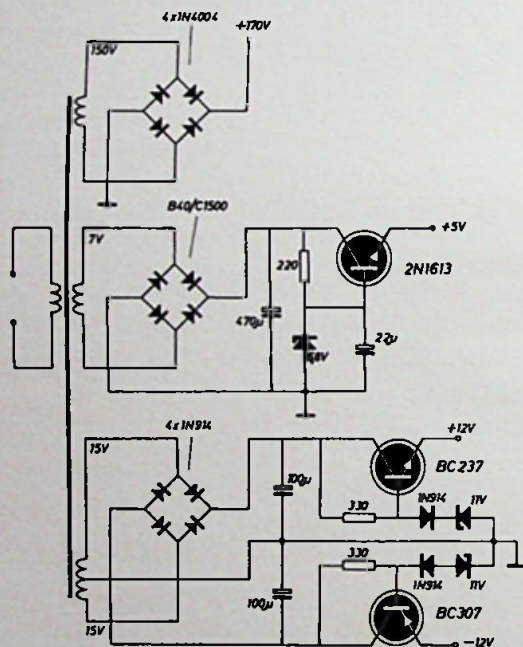 4x1N4004
+170V
150V
B40/C1500
7V
+5V
220
2N1613
470µ
6,8V
22µ
4x1N914
15V
+12V
100µ
BC237
330
1N914
11V
330
100µ
1N914
11V
BC307
15V
-12V